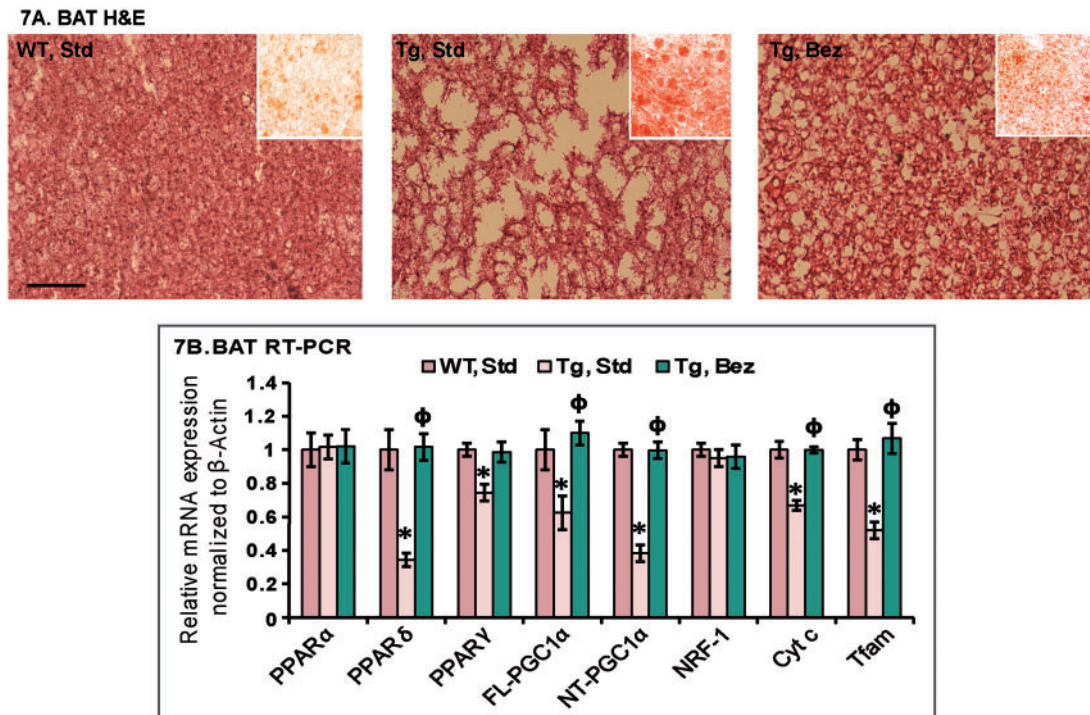 7A. BAT H&E
WT, Std
Tg, Std
Tg, Bez
7B.BAT RT-PCR
WT, Std
Tg, Std
Tg, Bez
Relative mRNA expression
normalized to β-Actin
1.4
1.2
1
0.8
0.6
0.4
0.2
0
ф
ф
ф
ф
ф
*
*
*
*
*
*
PPARα
PPARδ
PPARγ
FL-PGC1α
NT-PGC1α
NRF-1
Cyt c
Tfam